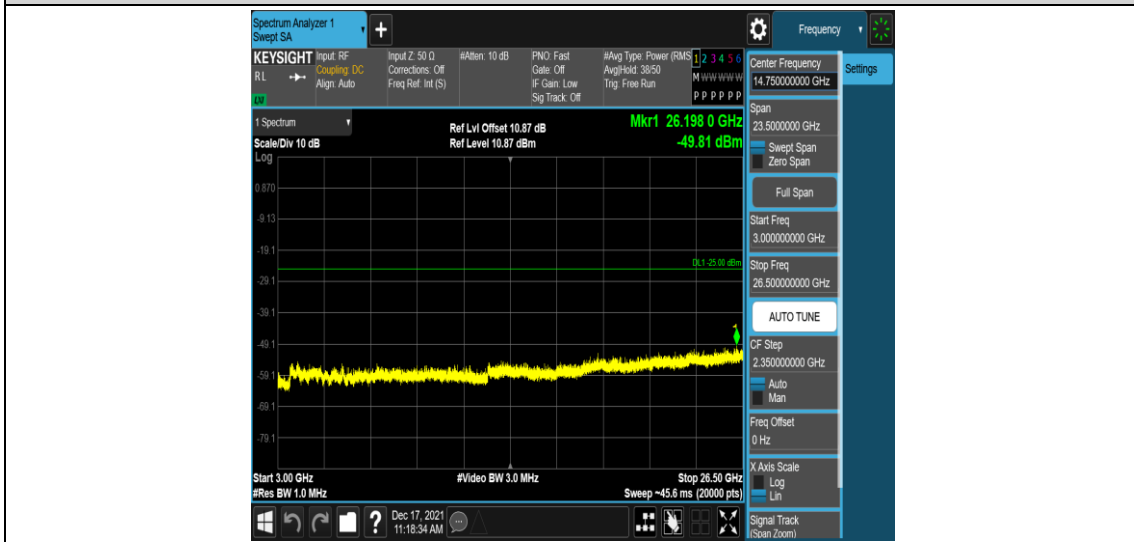 Spectrum Analyzer 1
Swept SA
+
Frequency
KEYSIGHT
RL
LXI
Input: RF
Coupling: DC
Align: Auto
Input Z: 50 Ω
Corrections: Off
Freq Ref: Int (S)
#Atten: 10 dB
PNO: Fast
Gate: Off
IF Gain: Low
Sig Track: Off
#Avg Type: Power (RMS
Avg|Hold: 38/50
Trig: Free Run
1 2 3 4 5 6
M W W W W W
P P P P P P
1 Spectrum
Scale/Div 10 dB
Log
Ref Lvl Offset 10.87 dB
Ref Level 10.87 dBm
Mkr1 26.198 0 GHz
-49.81 dBm
0.870
-9.13
-19.1
-29.1
-39.1
-49.1
-59.1
-69.1
-79.1
DL1 -25.00 dBm
1
Start 3.00 GHz
#Res BW 1.0 MHz
#Video BW 3.0 MHz
Stop 26.50 GHz
Sweep ~45.6 ms (20000 pts)
?
Dec 17, 2021
11:18:34 AM
Center Frequency
14.750000000 GHz
Settings
Span
23.5000000 GHz
Swept Span
Zero Span
Full Span
Start Freq
3.000000000 GHz
Stop Freq
26.500000000 GHz
AUTO TUNE
CF Step
2.350000000 GHz
Auto
Man
Freq Offset
0 Hz
X Axis Scale
Log
Lin
Signal Track
(Span Zoom)